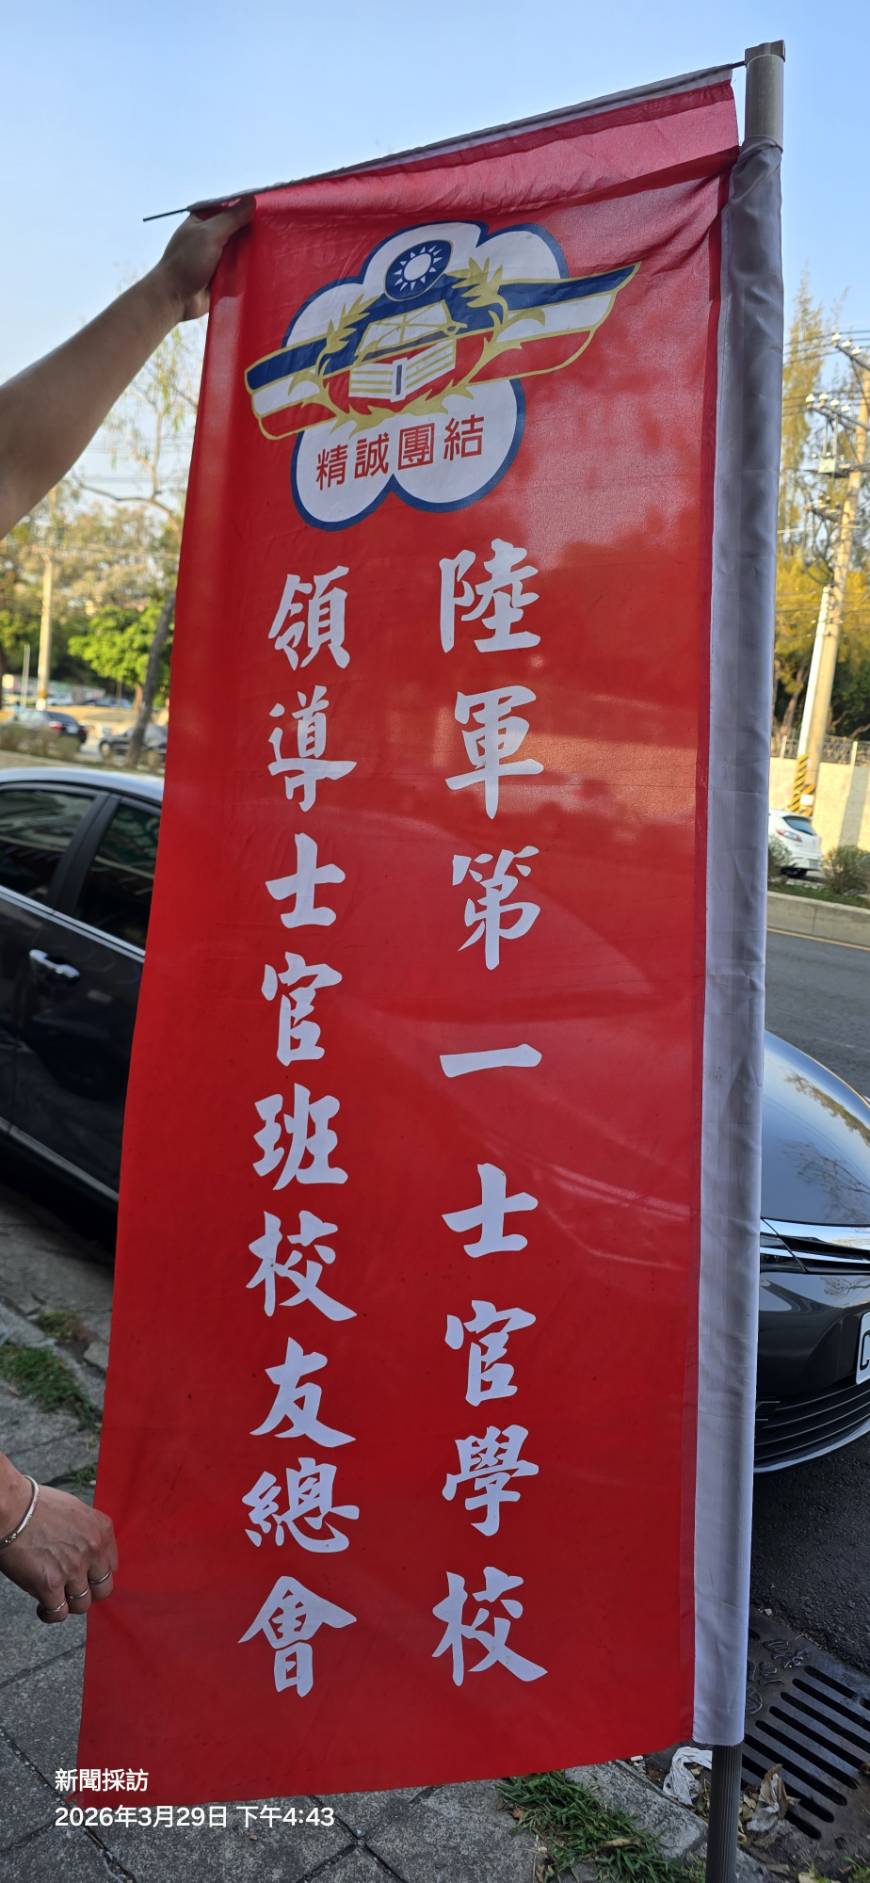 精誠團結
陸軍第一士官學校
領導士官班校友總會
新聞採訪
2026年3月29日 下午4:43